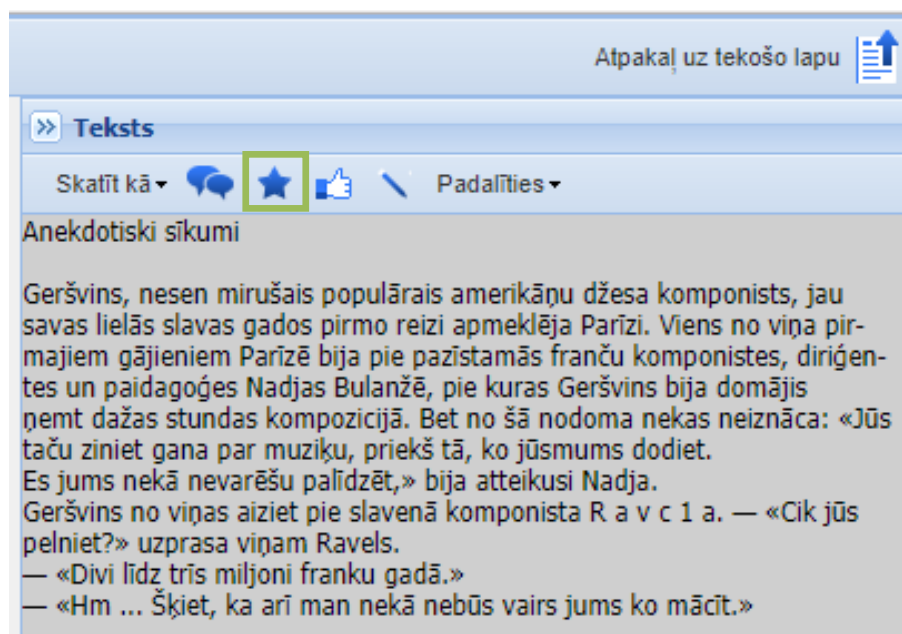 Atpakaļ uz tekošo lapu
Teksts
Skatīt kā Padalīties
Anekdotiski sīkumi
Geršvins, nesen mirušais populārais amerikāņu džesa komponists, jau
savas lielās slavas gados pirmo reizi apmeklēja Parīzi. Viens no viņa pir-
majiem gājieniem Parīzē bija pie pazīstamās franču komponistes, diriģen-
tes un paidagoģes Nadjas Bulanžē, pie kuras Geršvins bija domājis
ņemt dažas stundas kompozicijā. Bet no šā nodoma nekas neiznāca: «Jūs
taču ziniet gana par muziķu, priekš tā, ko jūsmums dodiet.
Es jums nekā nevarēšu palīdzēt,» bija atteikusi Nadja.
Geršvins no viņas aiziet pie slavenā komponista R a v c 1 a. — «Cik jūs
pelniet?» uzprasa viņam Ravels.
— «Divi līdz trīs miljoni franku gadā.»
— «Hm ... Šķiet, ka arī man nekā nebūs vairs jums ko mācīt.»